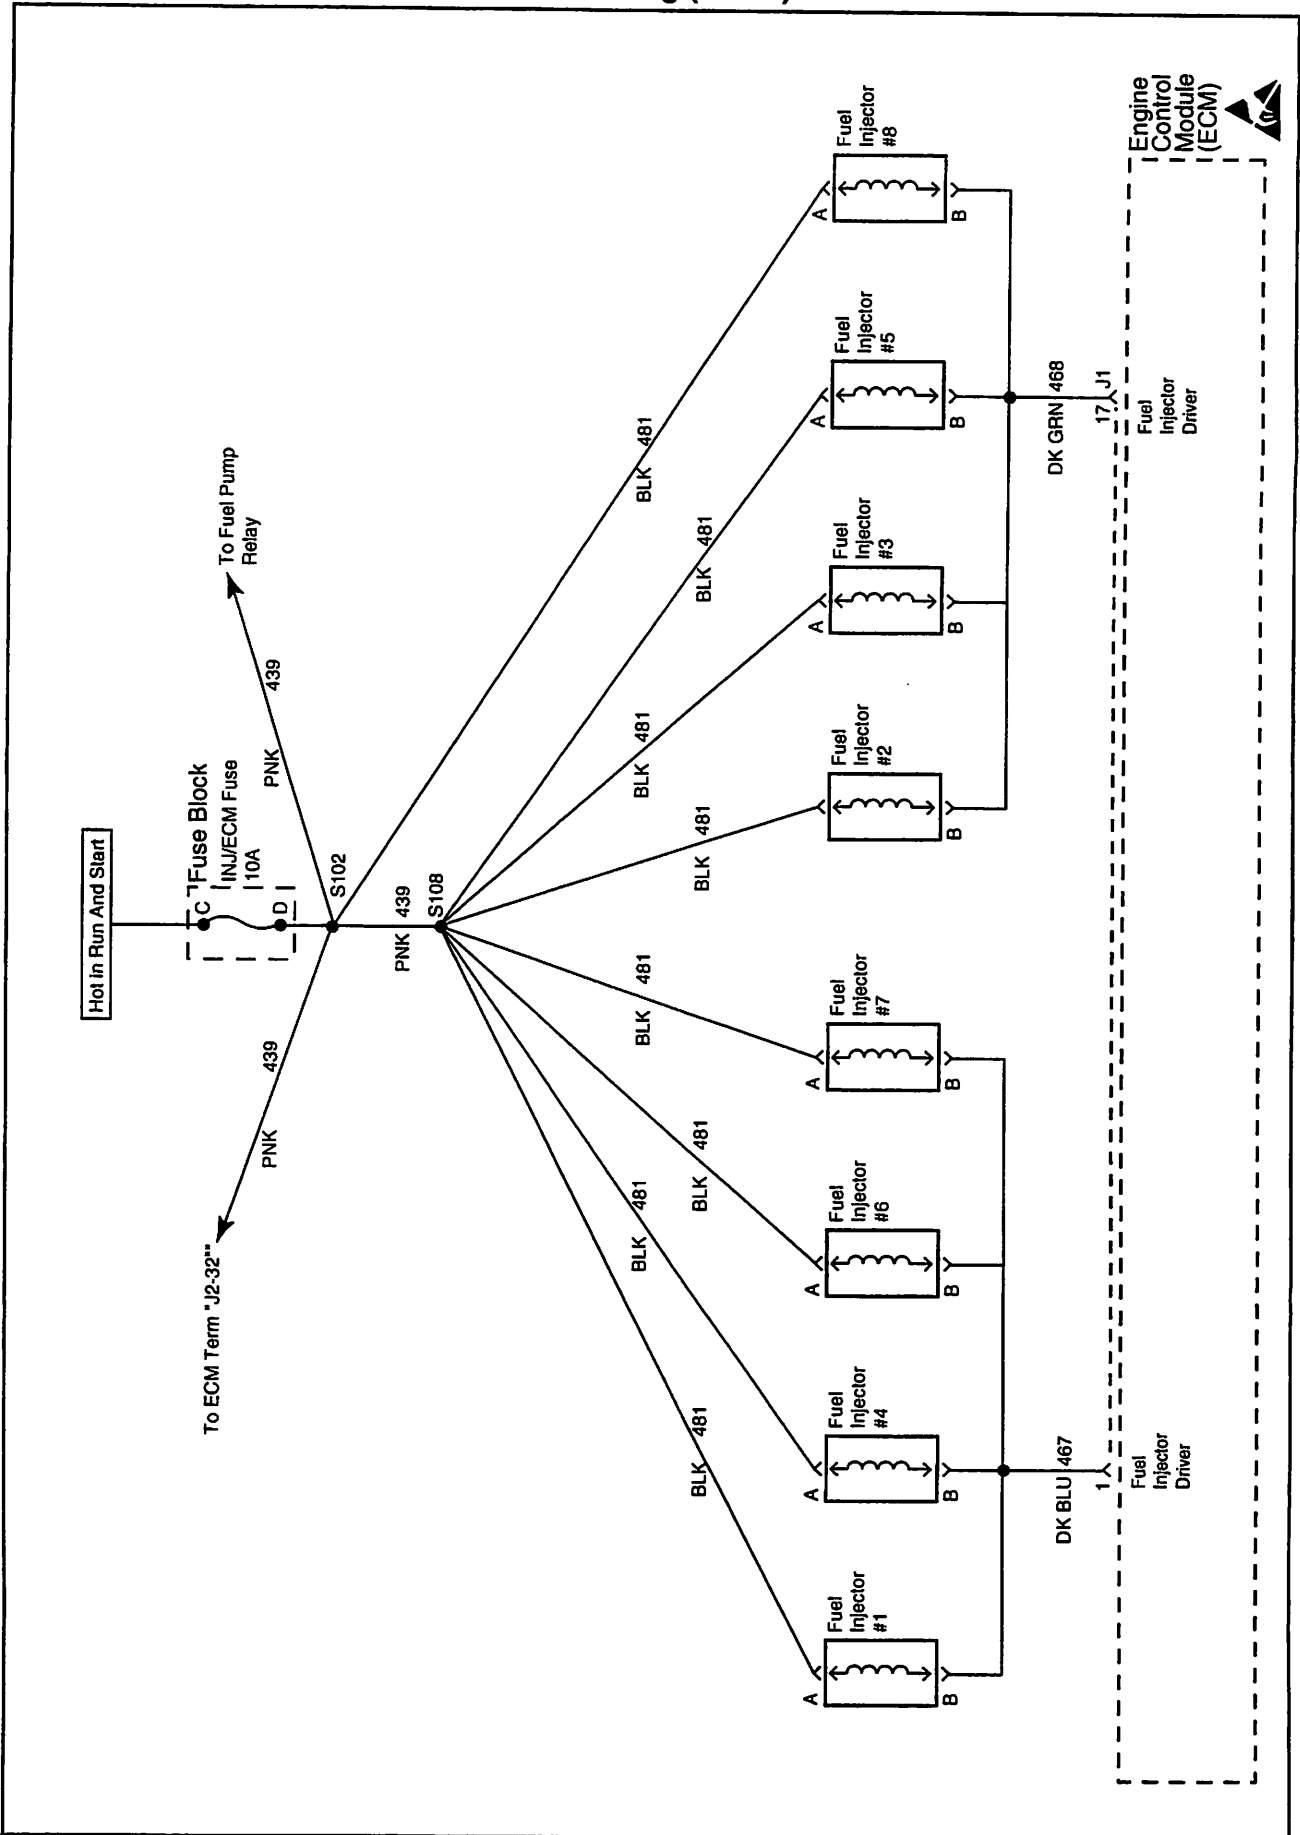 Hot In Run And Start
Fuse Block
INJ/ECM Fuse
10A
C
D
S102
PNK 439
To ECM Term "J2-32""
PNK 439
To Fuel Pump
Relay
PNK 439
S108
BLK 481
BLK 481
BLK 481
BLK 481
BLK 481
BLK 481
BLK 481
BLK 481
A
Fuel
Injector
#1
B
A
Fuel
Injector
#4
B
A
Fuel
Injector
#6
B
A
Fuel
Injector
#7
B
Fuel
Injector
#2
B
A
Fuel
Injector
#3
B
A
Fuel
Injector
#5
B
A
Fuel
Injector
#8
B
DK BLU 467
1
Fuel
Injector
Driver
DK GRN 468
17 J1
Fuel
Injector
Driver
Engine
Control
Module
(ECM)